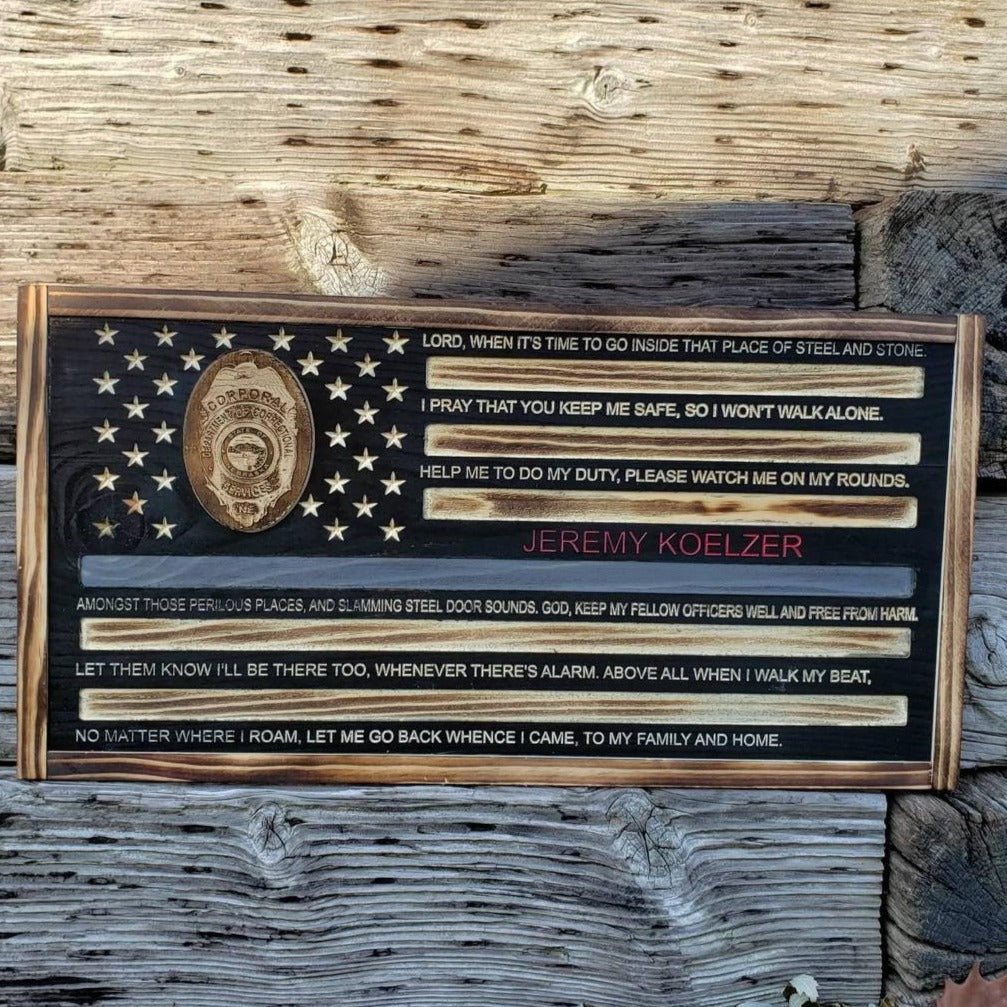 LORD, WHEN IT'S TIME TO GO INSIDE THAT PLACE OF STEEL AND STONE.
I PRAY THAT YOU KEEP ME SAFE, SO I WON'T WALK ALONE.
HELP ME TO DO MY DUTY, PLEASE WATCH ME ON MY ROUNDS.
CORPORAL
DEPARTMENT OF CORRECTIONAL
SERVICES
NE
JEREMY KOELZER
AMONGST THOSE PERILOUS PLACES, AND SLAMMING STEEL DOOR SOUNDS. GOD, KEEP MY FELLOW OFFICERS WELL AND FREE FROM HARM.
LET THEM KNOW I'LL BE THERE TOO, WHENEVER THERE'S ALARM. ABOVE ALL WHEN I WALK MY BEAT,
NO MATTER WHERE I ROAM, LET ME GO BACK WHENCE I CAME, TO MY FAMILY AND HOME.